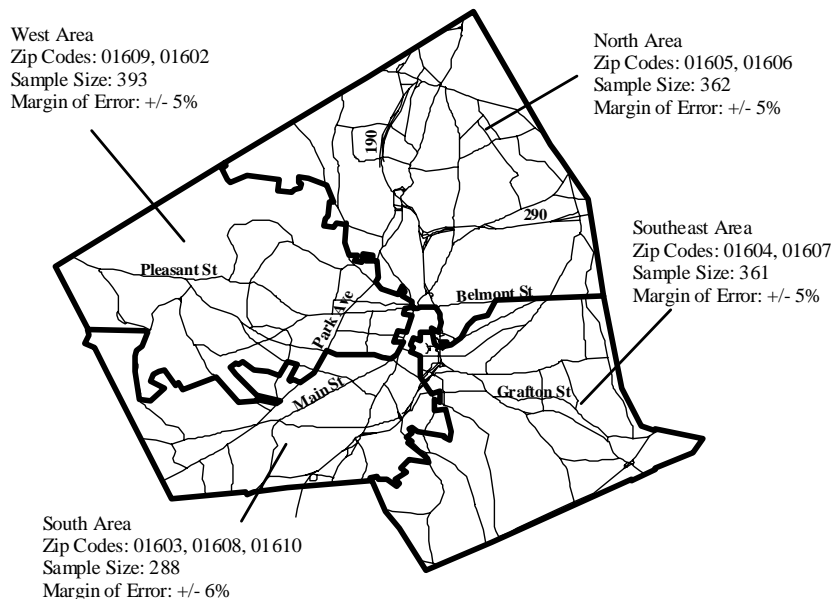 West Area
Zip Codes: 01609, 01602
Sample Size: 393
Margin of Error: +/- 5%
North Area
Zip Codes: 01605, 01606
Sample Size: 362
Margin of Error: +/- 5%
190
290
Southeast Area
Zip Codes: 01604, 01607
Sample Size: 361
Margin of Error: +/- 5%
Pleasant St
Belmont St
Park Ave
Main St
Grafton St
South Area
Zip Codes: 01603, 01608, 01610
Sample Size: 288
Margin of Error: +/- 6%